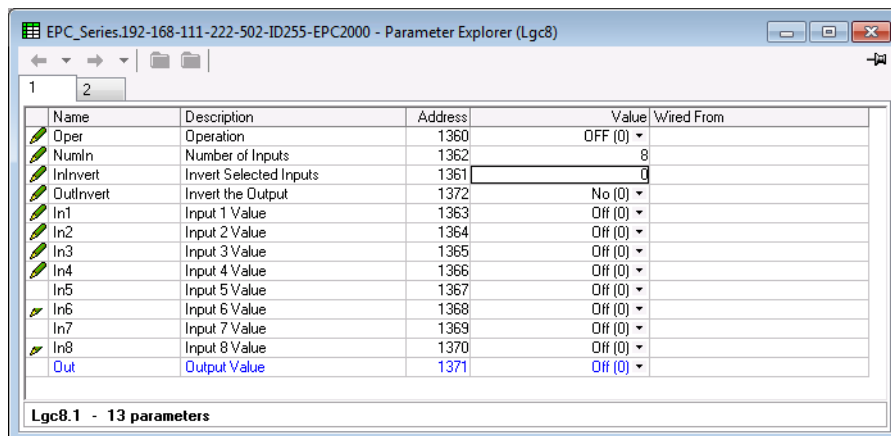 EPC_Series.192-168-111-222-502-ID255-EPC2000 - Parameter Explorer (Lgc8)
1 2
Name Description Address Value Wired From
Oper Operation 1360 OFF (0)
NumIn Number of Inputs 1362 8
InInvert Invert Selected Inputs 1361 0
OutInvert Invert the Output 1372 No (0)
In1 Input 1 Value 1363 Off (0)
In2 Input 2 Value 1364 Off (0)
In3 Input 3 Value 1365 Off (0)
In4 Input 4 Value 1366 Off (0)
In5 Input 5 Value 1367 Off (0)
In6 Input 6 Value 1368 Off (0)
In7 Input 7 Value 1369 Off (0)
In8 Input 8 Value 1370 Off (0)
Out Output Value 1371 Off (0)
Lgc8.1 - 13 parameters